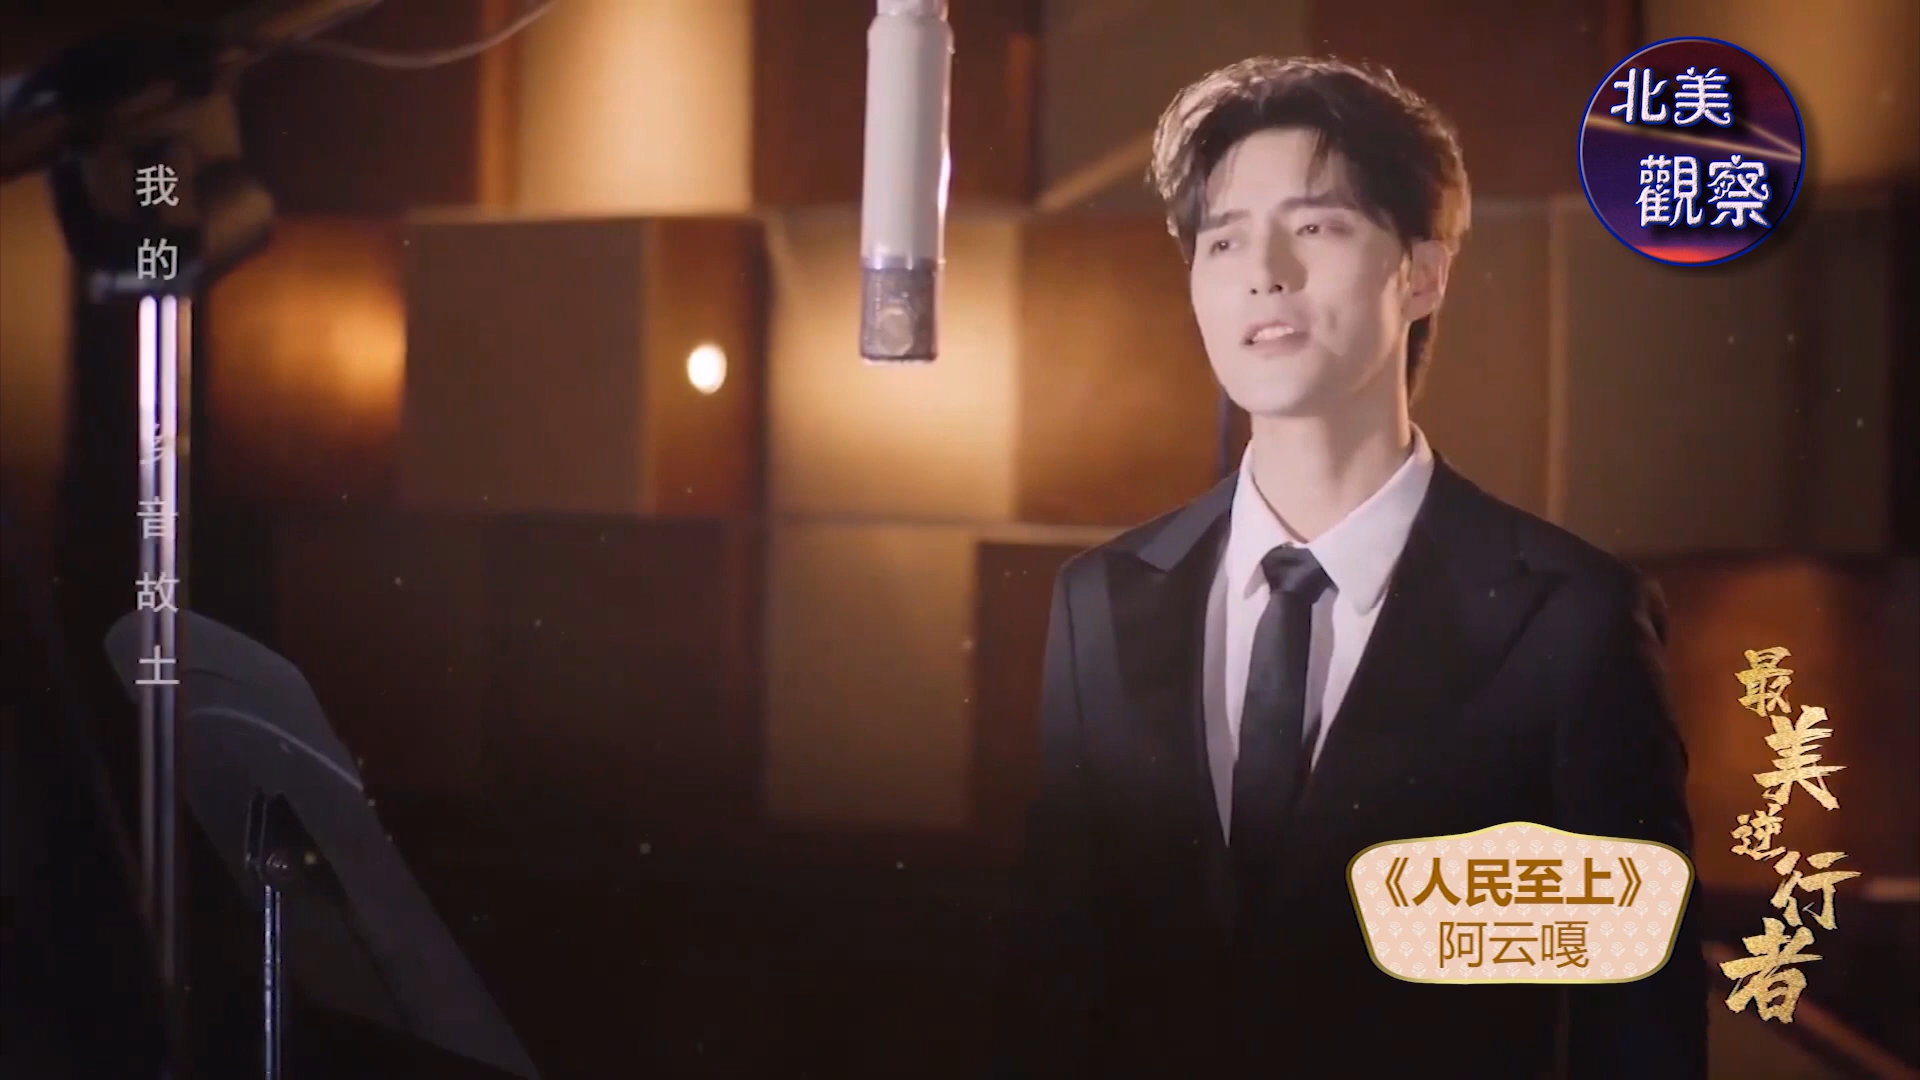 我的
乡音故土
北美
觀察
最美逆行者
《人民至上》
阿云嘎